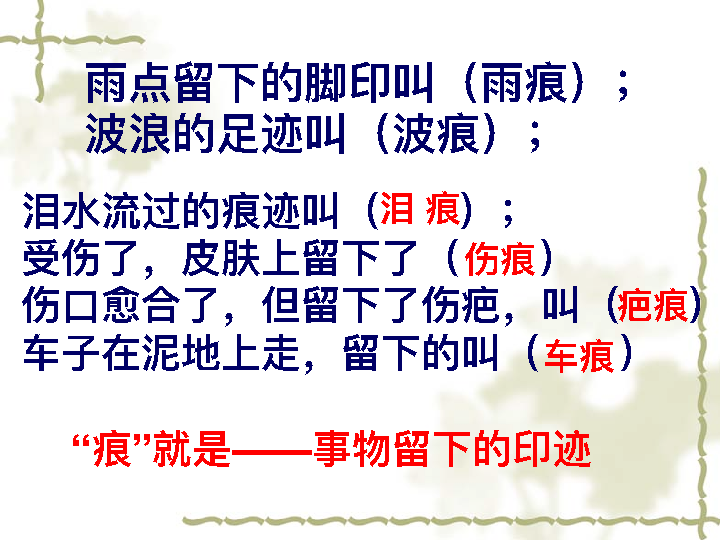 雨点留下的脚印叫（雨痕）；
波浪的足迹叫（波痕）；
泪水流过的痕迹叫（泪 痕）；
受伤了，皮肤上留下了（伤痕）
伤口愈合了，但留下了伤疤，叫（疤痕）
车子在泥地上走，留下的叫（车痕）
“痕”就是——事物留下的印迹